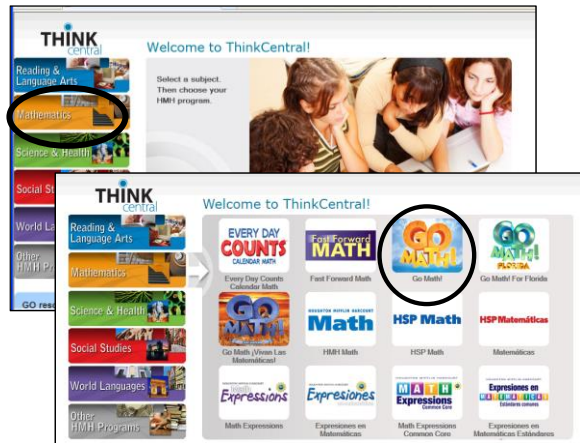 THINK
central
Welcome to ThinkCentral!
Reading &
Language Arts
Select a subject.
Then choose your
HMH program.
Mathematics
Science & Health
Social
World
Other
HMH
GO
THINK
central
Welcome to ThinkCentral!
Reading &
Language Arts
Mathematics
Science & Health
Social Studies
World Languages
Other
HMH Programs
EVERY DAY
COUNTS
CALENDAR MATH
Every Day Counts
Calendar Math
Fast Forward
MATH
Fast Forward Math
GO
MATH!
Go Math!
GO
MATH!
FLORIDA
Go Math! For Florida
GO
MATH!
Go Math ¡Vivan Las
Matemáticas!
HOUGHTON MIFFLIN HARCOURT
Math
HMH Math
HSP Math
HSP Math
HSP Matemáticas
Matemáticas
Math
Expressions
Math Expressions
Expresiones
Expresiones en
Matemáticas
MATH
Expressions
Common Core
Math Expressions
Common Core
Expresiones en
MATEMÁTICAS
Estándares comunes
Expresiones en
Matemáticas Estándares